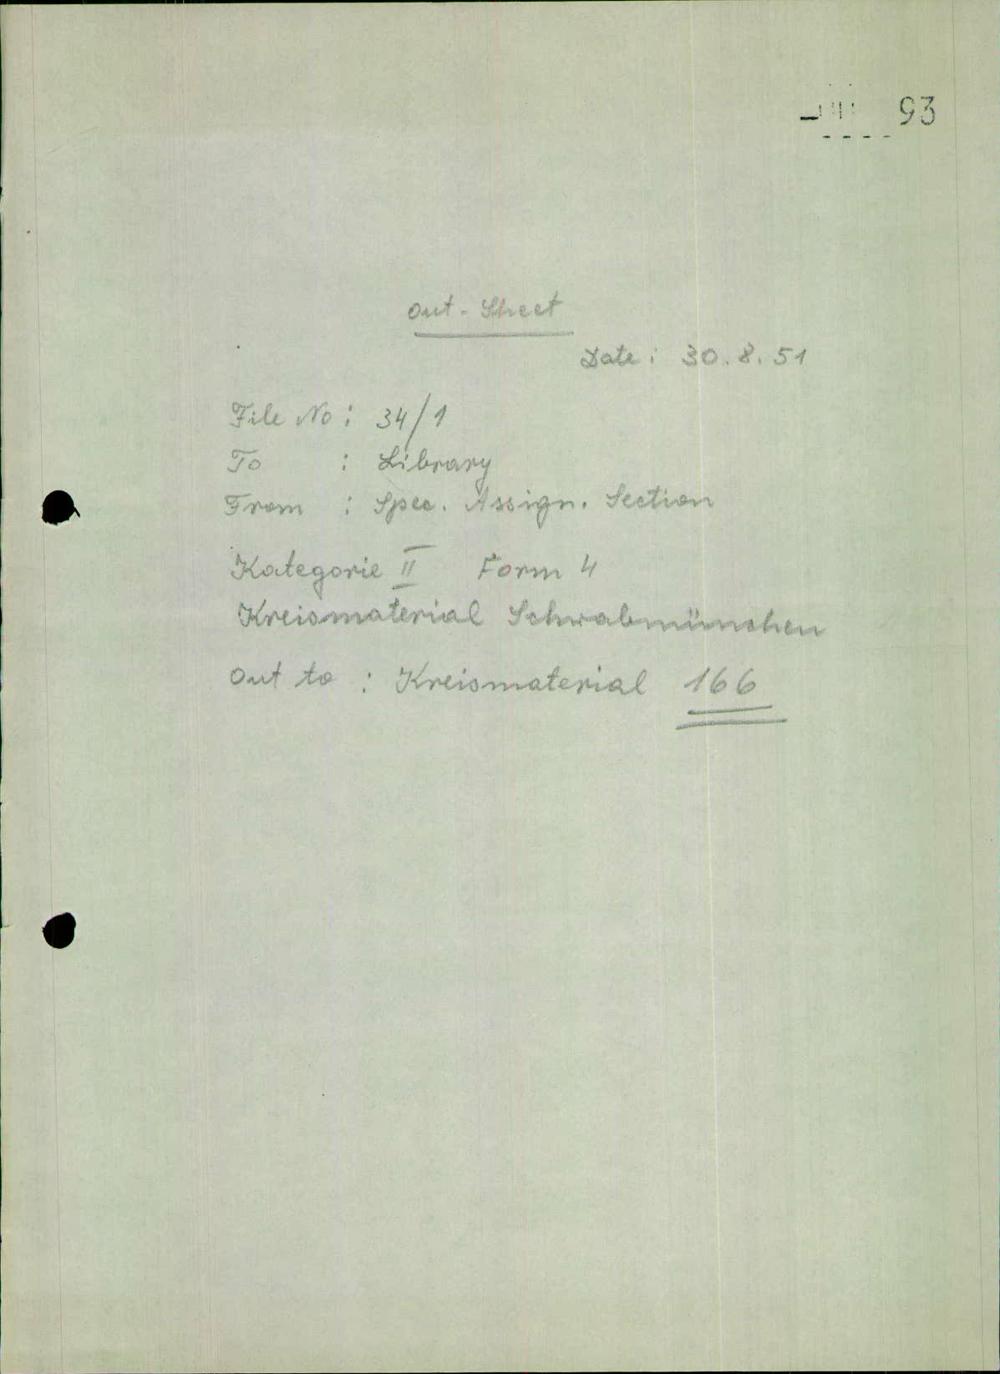 93
Out - Sheet
Date : 30. 8. 51
File No : 34/1
To : Library
From : Spec. Assign. Section
Kategorie II Form 4
Kreismaterial Schwabmünchen
Out to : Kreismaterial 166